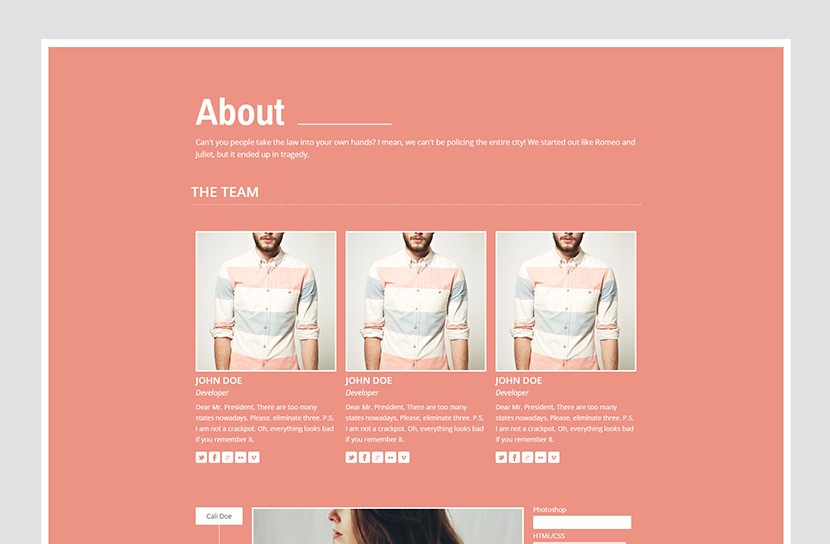 About
Can't you people take the law into your own hands? I mean, we can't be policing the entire city! We started out like Romeo and
Juliet, but it ended up in tragedy.
THE TEAM
JOHN DOE
Developer
Dear Mr. President, There are too many
states nowadays. Please, eliminate three. P.S.
I am not a crackpot. Oh, everything looks bad
if you remember it.
JOHN DOE
Developer
Dear Mr. President, There are too many
states nowadays. Please, eliminate three. P.S.
I am not a crackpot. Oh, everything looks bad
if you remember it.
JOHN DOE
Developer
Dear Mr. President, There are too many
states nowadays. Please, eliminate three. P.S.
I am not a crackpot. Oh, everything looks bad
if you remember it.
Cali Doe
Photoshop
HTML/CSS